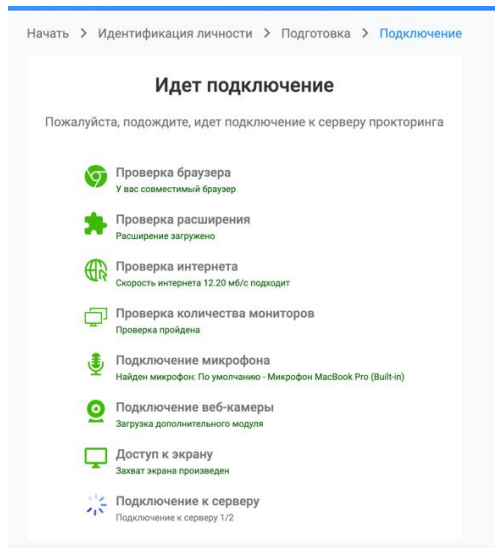 Начать > Идентификация личности > Подготовка > Подключение
Идет подключение
Пожалуйста, подождите, идет подключение к серверу прокторинга
Проверка браузера
У вас совместимый браузер
Проверка расширения
Расширение загружено
Проверка интернета
Скорость интернета 12.20 мб/с подходит
Проверка количества мониторов
Проверка пройдена
Подключение микрофона
Найден микрофон: По умолчанию - Микрофон MacBook Pro (Built-in)
Подключение веб-камеры
Загрузка дополнительного модуля
Доступ к экрану
Захват экрана произведен
Подключение к серверу
Подключение к серверу 1/2